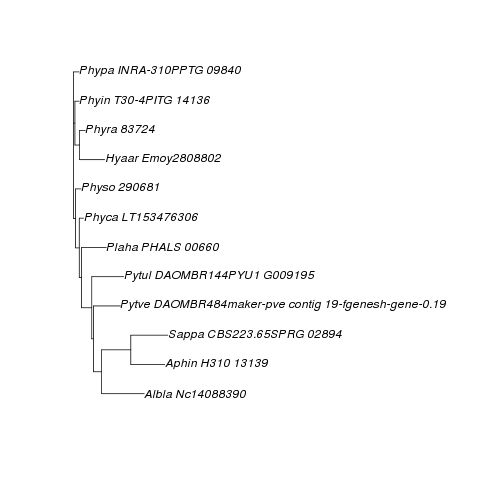 Phypa INRA-310PPTG 09840
Phyin T30-4PITG 14136
Phyra 83724
Hyaar Emoy2808802
Physo 290681
Phyca LT153476306
Plaha PHALS 00660
Pytul DAOMBR144PYU1 G009195
Pytve DAOMBR484maker-pve contig 19-fgenesh-gene-0.19
Sappa CBS223.65SPRG 02894
Aphin H310 13139
Albla Nc14088390